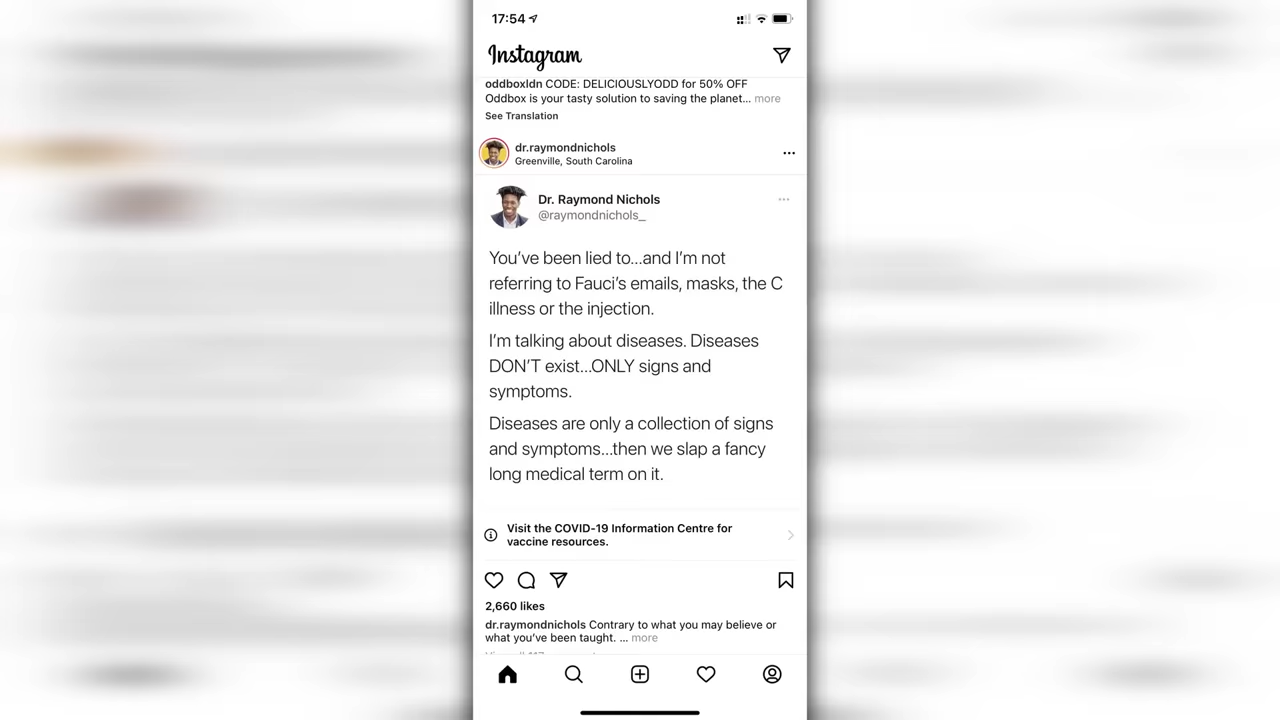 17:54
Instagram
oddboxldn CODE: DELICIOUSLYODD for 50% OFF
Oddbox is your tasty solution to saving the planet... more
See Translation
dr.raymondnichols
Greenville, South Carolina
Dr. Raymond Nichols
@raymondnichols_
You’ve been lied to...and I’m not
referring to Fauci’s emails, masks, the C
illness or the injection.
I’m talking about diseases. Diseases
DON’T exist...ONLY signs and
symptoms.
Diseases are only a collection of signs
and symptoms...then we slap a fancy
long medical term on it.
Visit the COVID-19 Information Centre for
vaccine resources.
2,660 likes
dr.raymondnichols Contrary to what you may believe or
what you’ve been taught. ... more